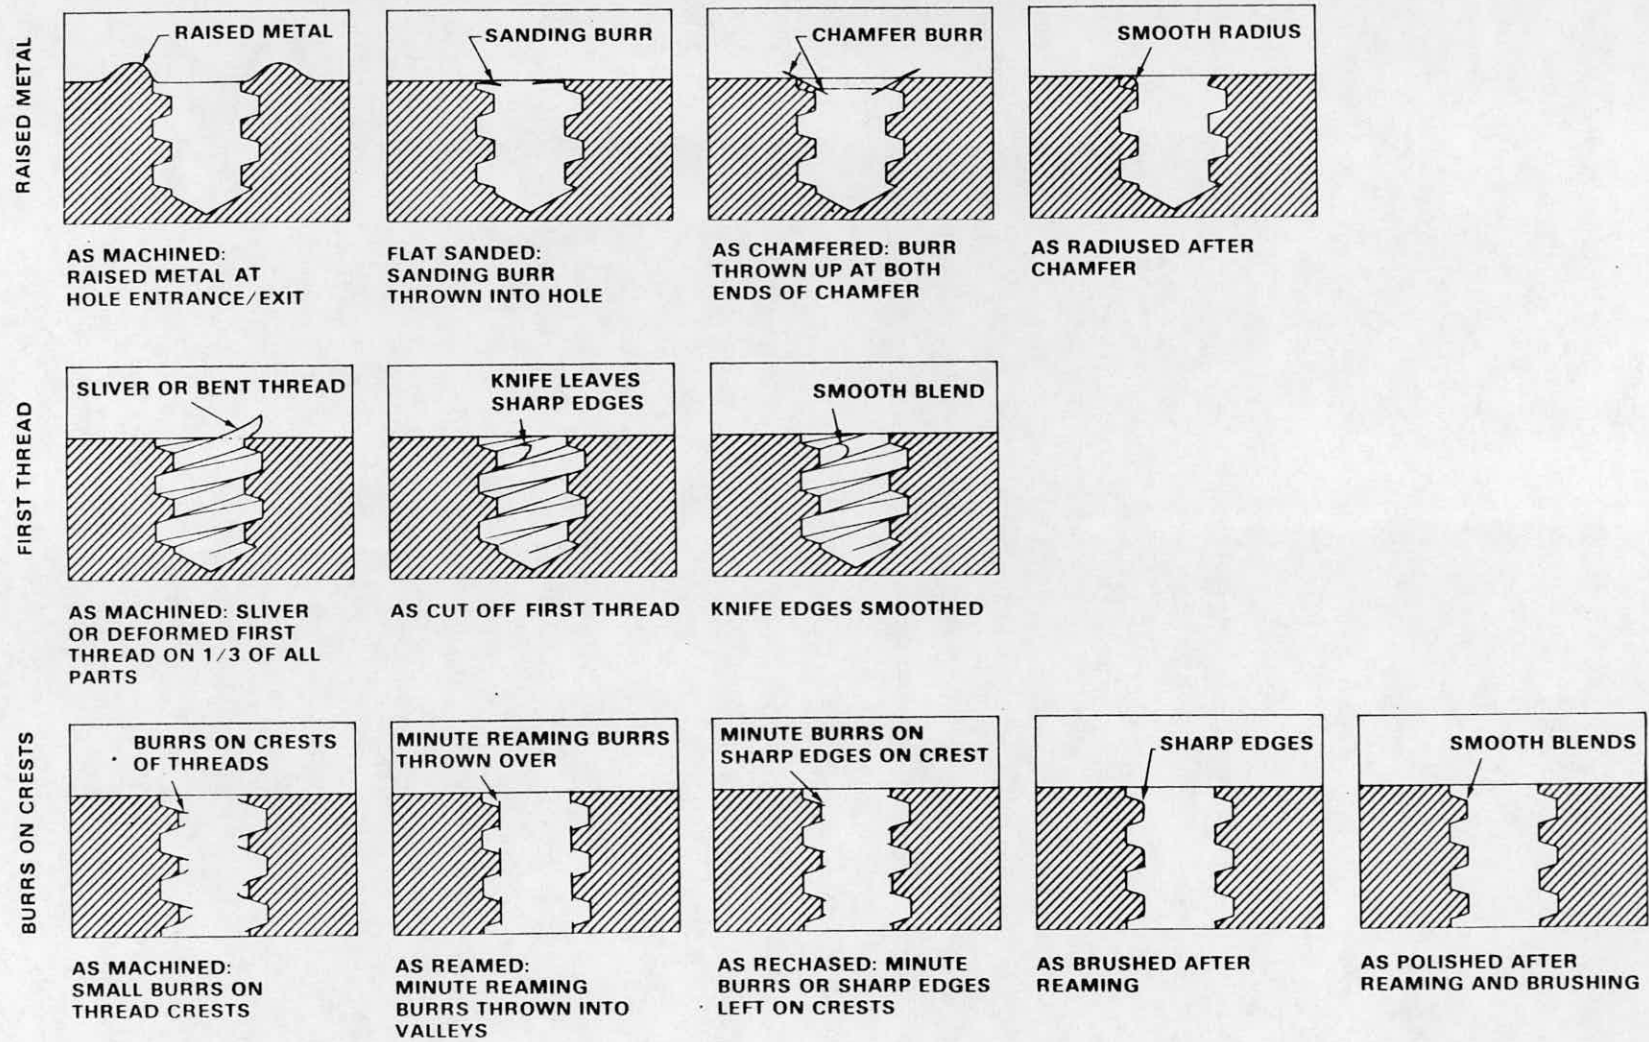 RAISED METAL
RAISED METAL
AS MACHINED:
RAISED METAL AT
HOLE ENTRANCE/EXIT
SANDING BURR
FLAT SANDED:
SANDING BURR
THROWN INTO HOLE
CHAMFER BURR
AS CHAMFERED: BURR
THROWN UP AT BOTH
ENDS OF CHAMFER
SMOOTH RADIUS
AS RADIUSED AFTER
CHAMFER
FIRST THREAD
SLIVER OR BENT THREAD
AS MACHINED: SLIVER
OR DEFORMED FIRST
THREAD ON 1/3 OF ALL
PARTS
KNIFE LEAVES
SHARP EDGES
AS CUT OFF FIRST THREAD
SMOOTH BLEND
KNIFE EDGES SMOOTHED
BURRS ON CRESTS
BURRS ON CRESTS
OF THREADS
AS MACHINED:
SMALL BURRS ON
THREAD CRESTS
MINUTE REAMING BURRS
THROWN OVER
AS REAMED:
MINUTE REAMING
BURRS THROWN INTO
VALLEYS
MINUTE BURRS ON
SHARP EDGES ON CREST
AS RECHASED: MINUTE
BURRS OR SHARP EDGES
LEFT ON CRESTS
SHARP EDGES
AS BRUSHED AFTER
REAMING
SMOOTH BLENDS
AS POLISHED AFTER
REAMING AND BRUSHING